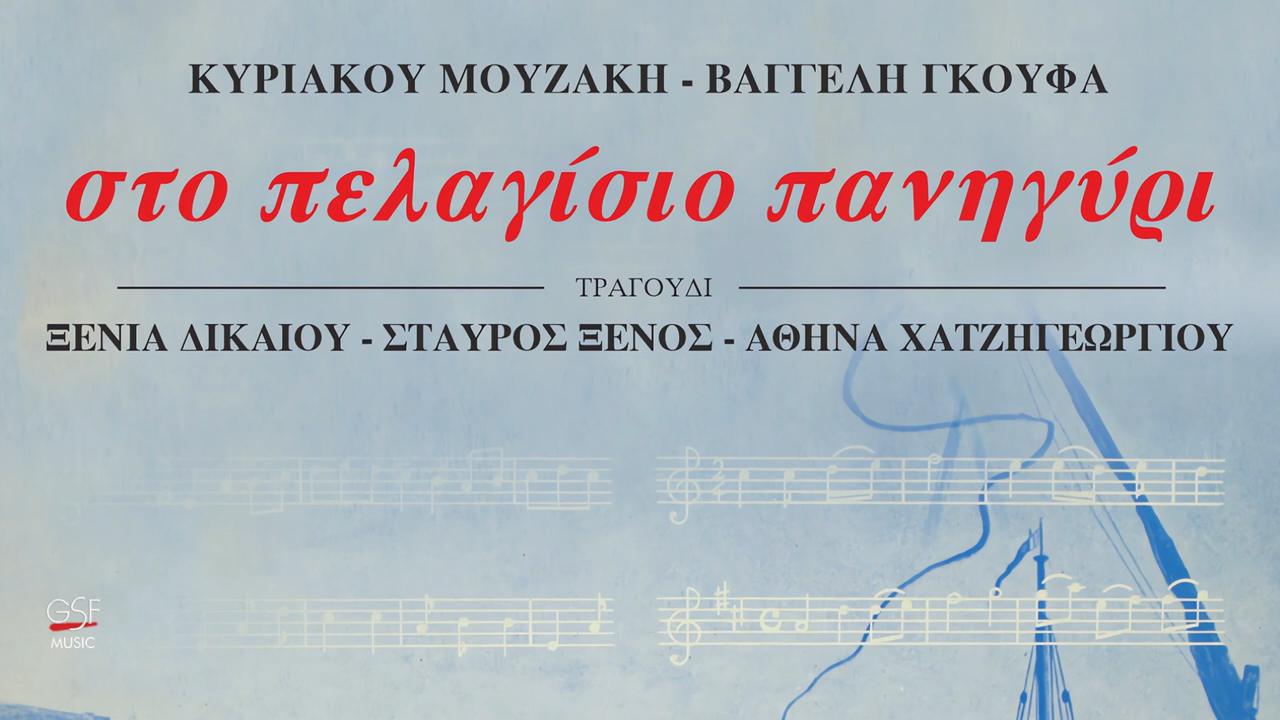 ΚΥΡΙΑΚΟΥ ΜΟΥΖΑΚΗ - ΒΑΓΓΕΛΗ ΓΚΟΥΦΑ
στο πελαγίσιο πανηγύρι
ΤΡΑΓΟΥΔΙ
ΞΕΝΙΑ ΔΙΚΑΙΟΥ - ΣΤΑΥΡΟΣ ΞΕΝΟΣ - ΑΘΗΝΑ ΧΑΤΖΗΓΕΩΡΓΙΟΥ
GSF
MUSIC